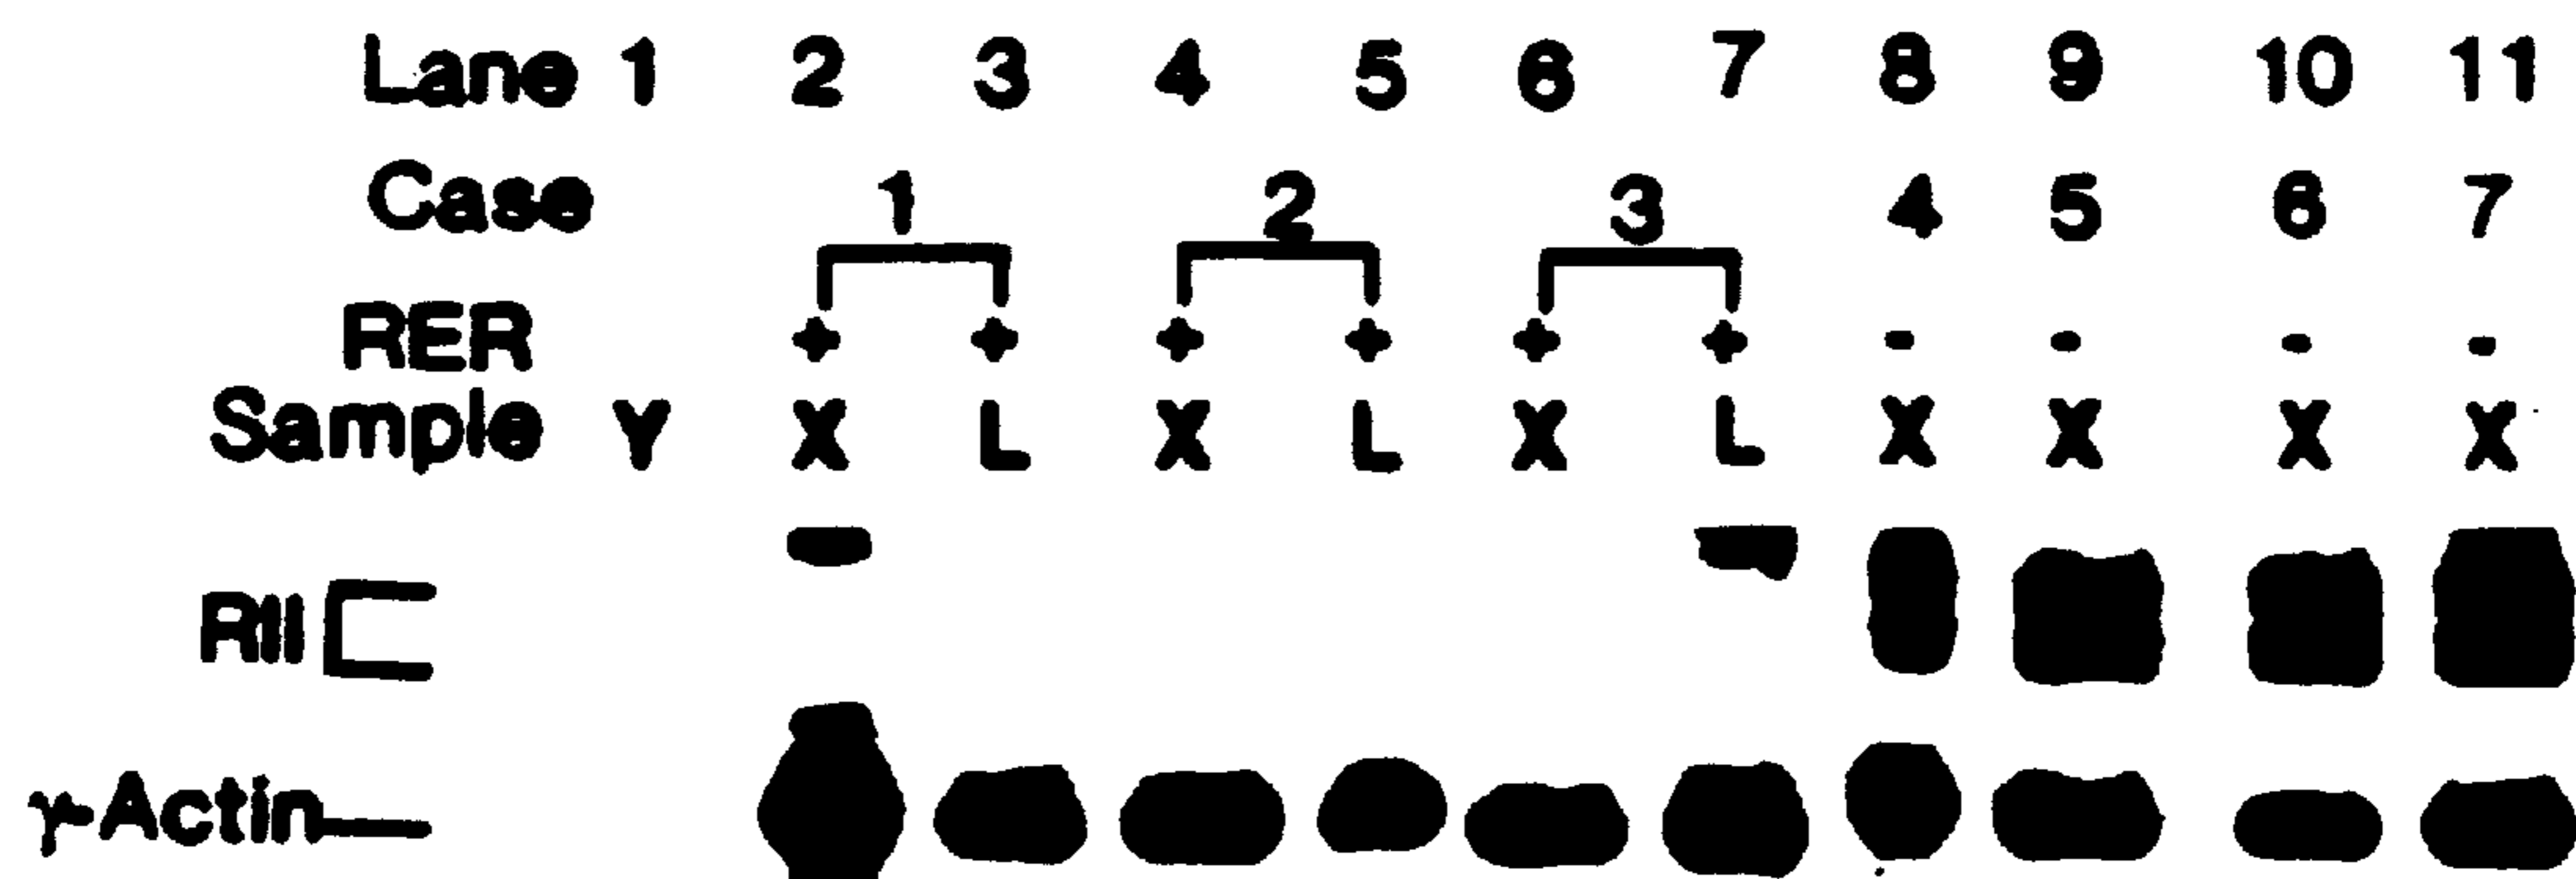 Lane 1 2 3 4 5 6 7 8 9 10 11
Case 1 2 3 4 5 6 7
RER + + + + + + - - - -
Sample Y X L X L X L X X X X
RII
γ-Actin